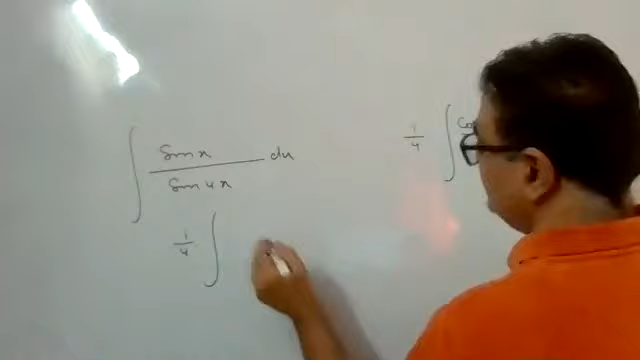 ∫ Sin x / Sin 4x dx
1/4 ∫
1/4 ∫